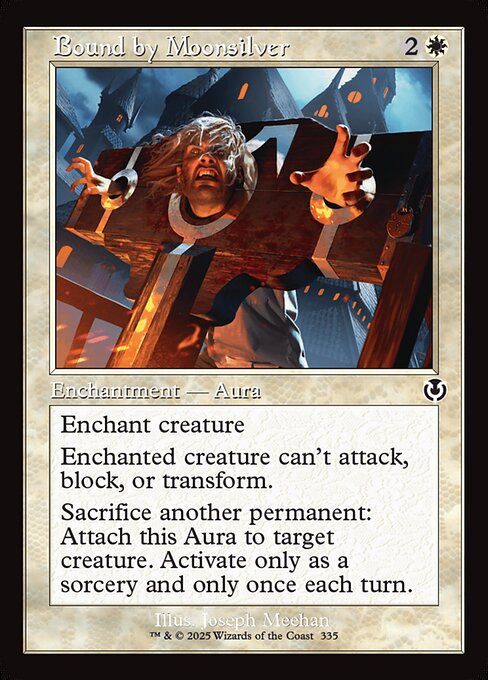 Bound by Moonsilver 2
Enchantment — Aura
Enchant creature
Enchanted creature can't attack,
block, or transform.
Sacrifice another permanent:
Attach this Aura to target
creature. Activate only as a
sorcery and only once each turn.
Illus. Joseph Meehan
™ & © 2025 Wizards of the Coast 335